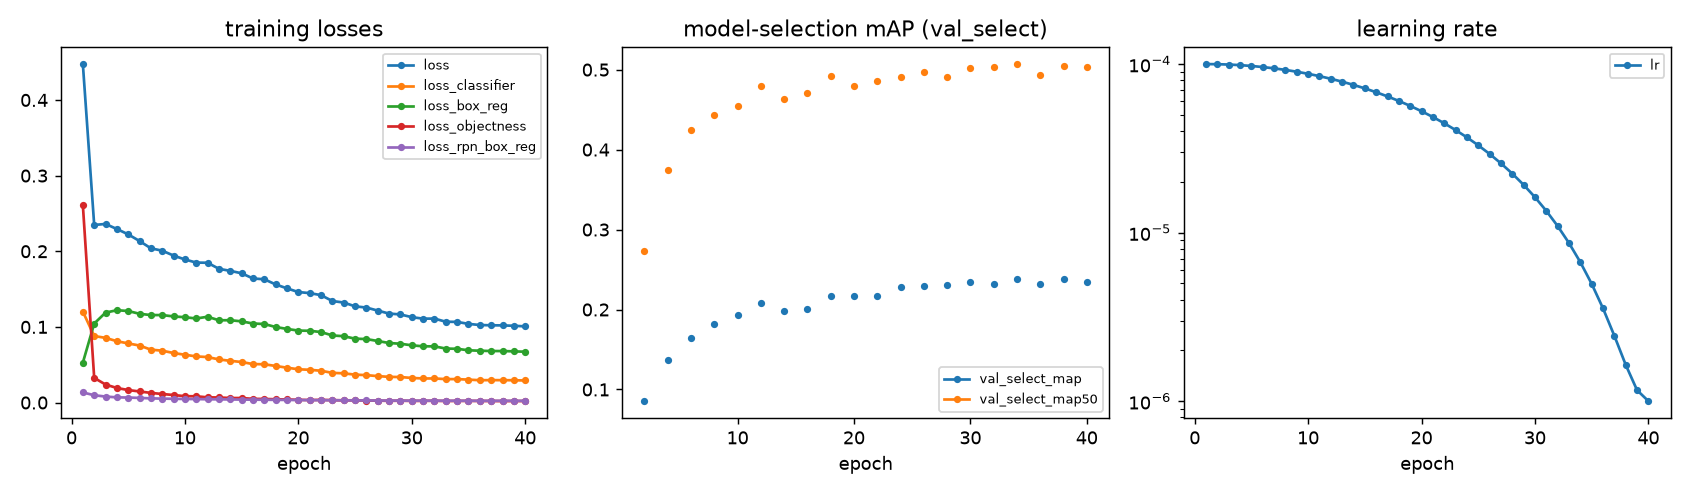 training losses
loss
loss_classifier
loss_box_reg
loss_objectness
loss_rpn_box_reg
0.4
0.3
0.2
0.1
0.0
0
10
20
30
40
epoch
model-selection mAP (val_select)
0.5
0.4
0.3
0.2
0.1
val_select_map
val_select_map50
10
20
30
40
epoch
learning rate
lr
10⁻⁴
10⁻⁵
10⁻⁶
0
10
20
30
40
epoch